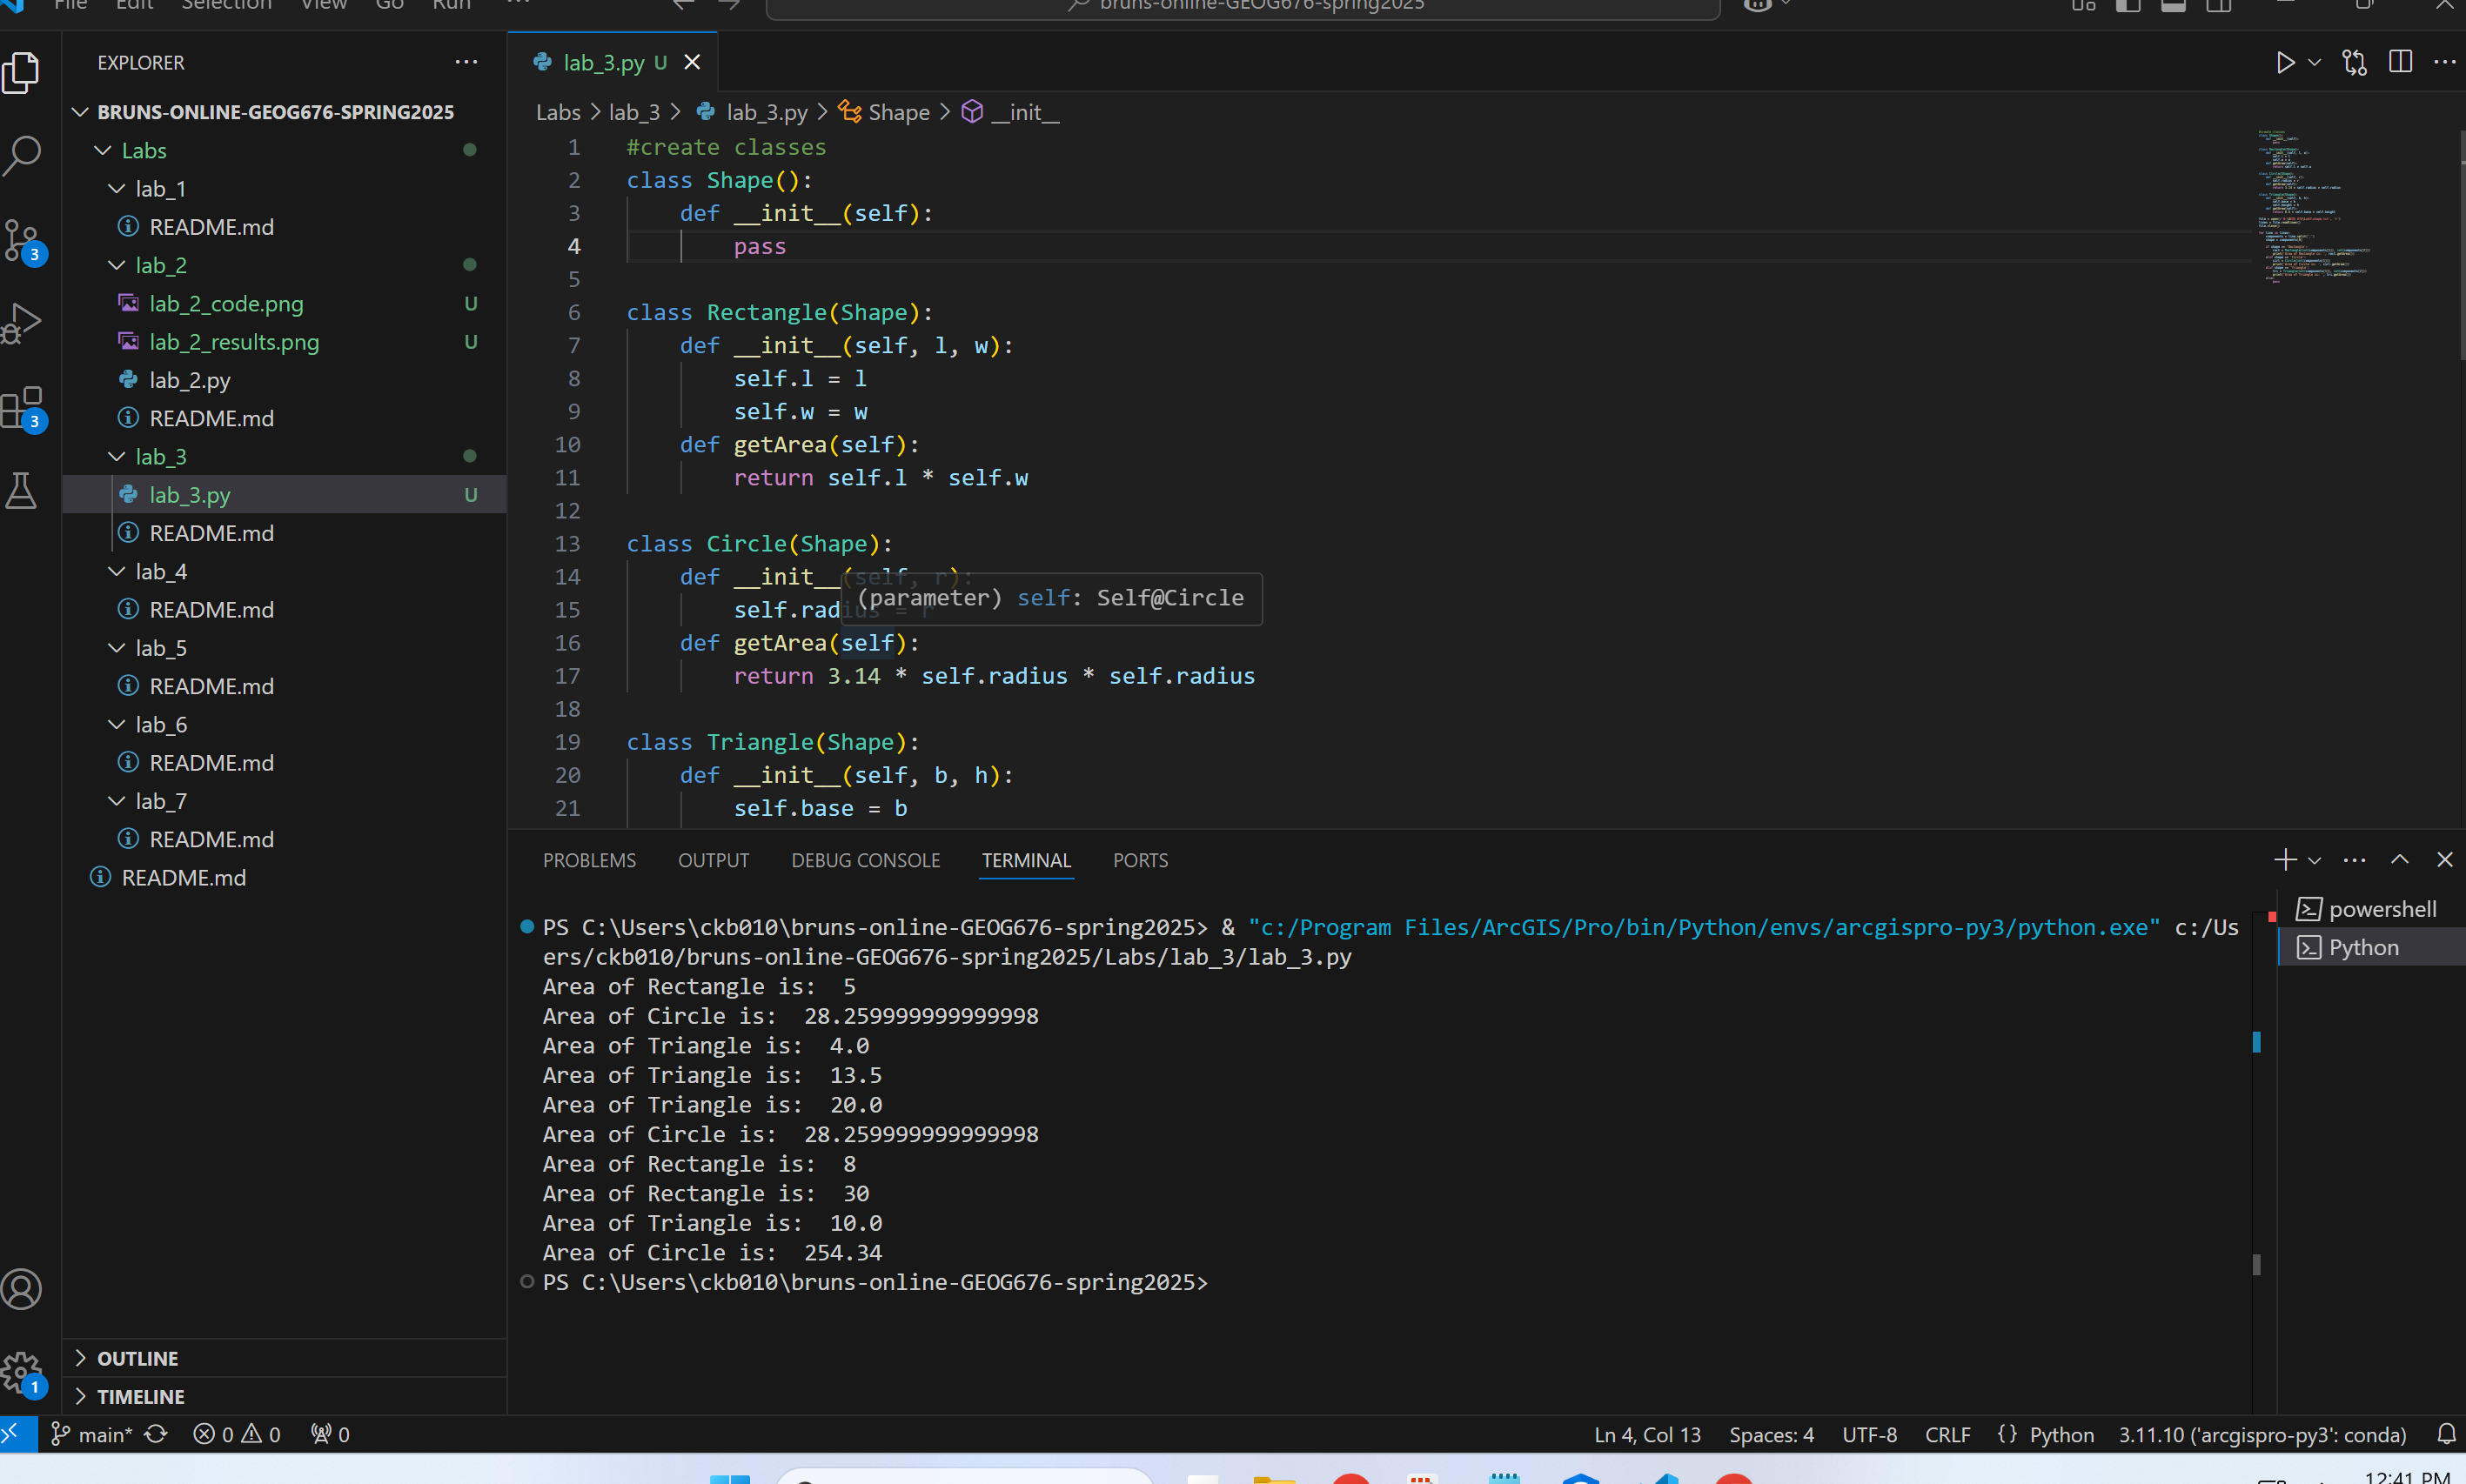 File Edit Selection View Go Run ···
bruns-online-GEOG676-spring2025
EXPLORER
BRUNS-ONLINE-GEOG676-SPRING2025
Labs
lab_1
README.md
lab_2
lab_2_code.png U
lab_2_results.png U
lab_2.py
README.md
lab_3
lab_3.py U
README.md
lab_4
README.md
lab_5
README.md
lab_6
README.md
lab_7
README.md
README.md
OUTLINE
TIMELINE
3
3
1
lab_3.py U
Labs > lab_3 > lab_3.py > Shape > __init__
1 #create classes
2 class Shape():
3 def __init__(self):
4 pass
5
6 class Rectangle(Shape):
7 def __init__(self, l, w):
8 self.l = l
9 self.w = w
10 def getArea(self):
11 return self.l * self.w
12
13 class Circle(Shape):
14 def __init__(self, r):
(parameter) self: Self@Circle
15 self.radius = r
16 def getArea(self):
17 return 3.14 * self.radius * self.radius
18
19 class Triangle(Shape):
20 def __init__(self, b, h):
21 self.base = b
PROBLEMS OUTPUT DEBUG CONSOLE TERMINAL PORTS
PS C:\Users\ckb010\bruns-online-GEOG676-spring2025> & "c:/Program Files/ArcGIS/Pro/bin/Python/envs/arcgispro-py3/python.exe" c:/Us
ers/ckb010/bruns-online-GEOG676-spring2025/Labs/lab_3/lab_3.py
Area of Rectangle is:  5
Area of Circle is:  28.259999999999998
Area of Triangle is:  4.0
Area of Triangle is:  13.5
Area of Triangle is:  20.0
Area of Circle is:  28.259999999999998
Area of Rectangle is:  8
Area of Rectangle is:  30
Area of Triangle is:  10.0
Area of Circle is:  254.34
PS C:\Users\ckb010\bruns-online-GEOG676-spring2025>
powershell
Python
main* 0 0 0
Ln 4, Col 13 Spaces: 4 UTF-8 CRLF {} Python 3.11.10 ('arcgispro-py3': conda)
12:41 PM